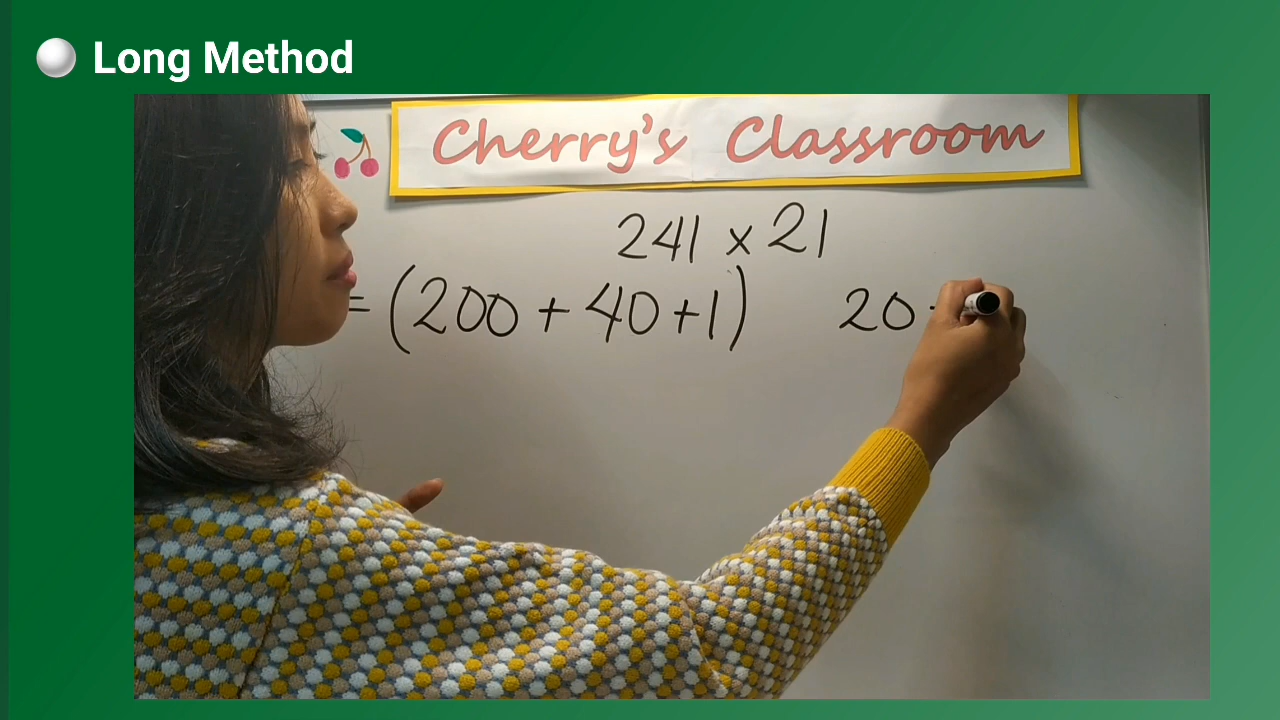 Long Method
Cherry's Classroom
241 x 21
= (200 + 40 + 1) 20 +